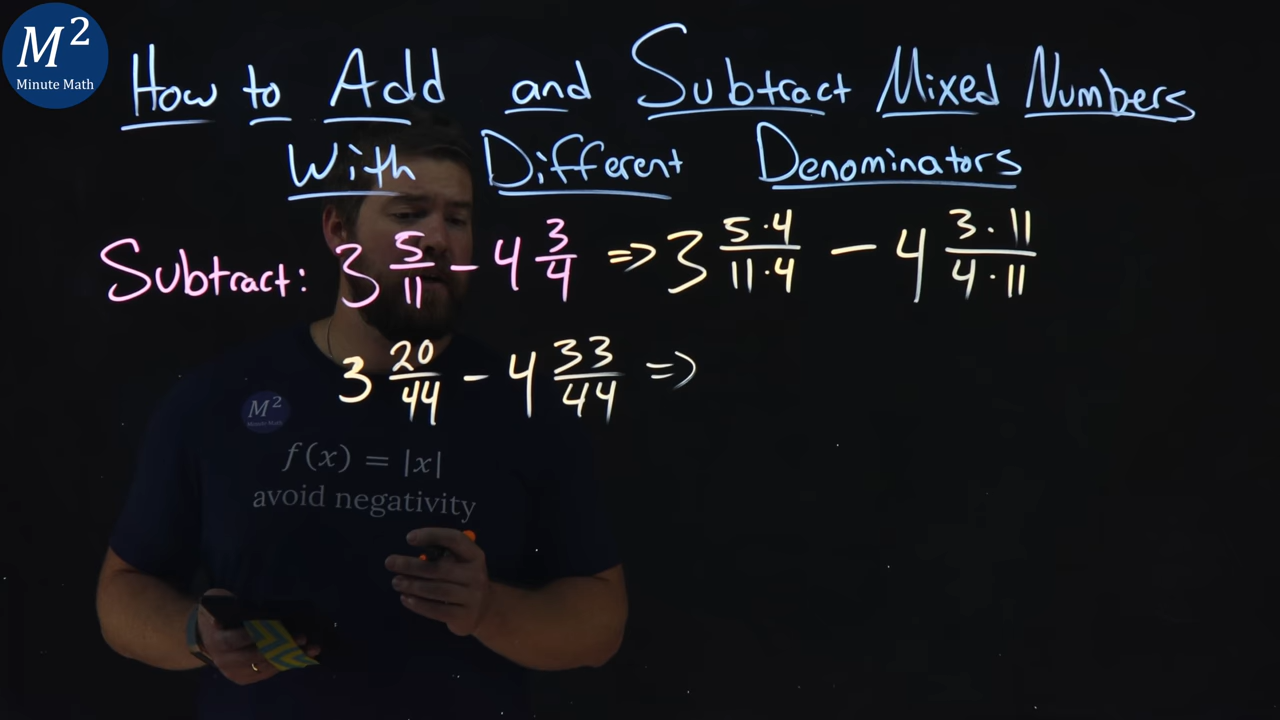 M²
Minute Math
How to Add and Subtract Mixed Numbers
With Different Denominators
Subtract: 3 5/11 - 4 3/4 => 3 5·4/11·4 - 4 3·11/4·11
3 20/44 - 4 33/44 =>
M²
Minute Math
f(x) = |x|
avoid negativity